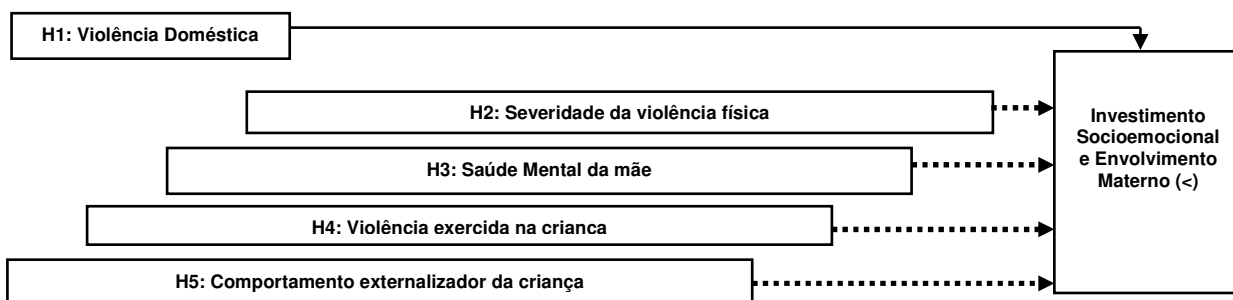 H1: Violência Doméstica
H2: Severidade da violência física
H3: Saúde Mental da mãe
H4: Violência exercida na crianca
H5: Comportamento externalizador da criança
Investimento
Socioemocional
e Envolvimento
Materno (<)